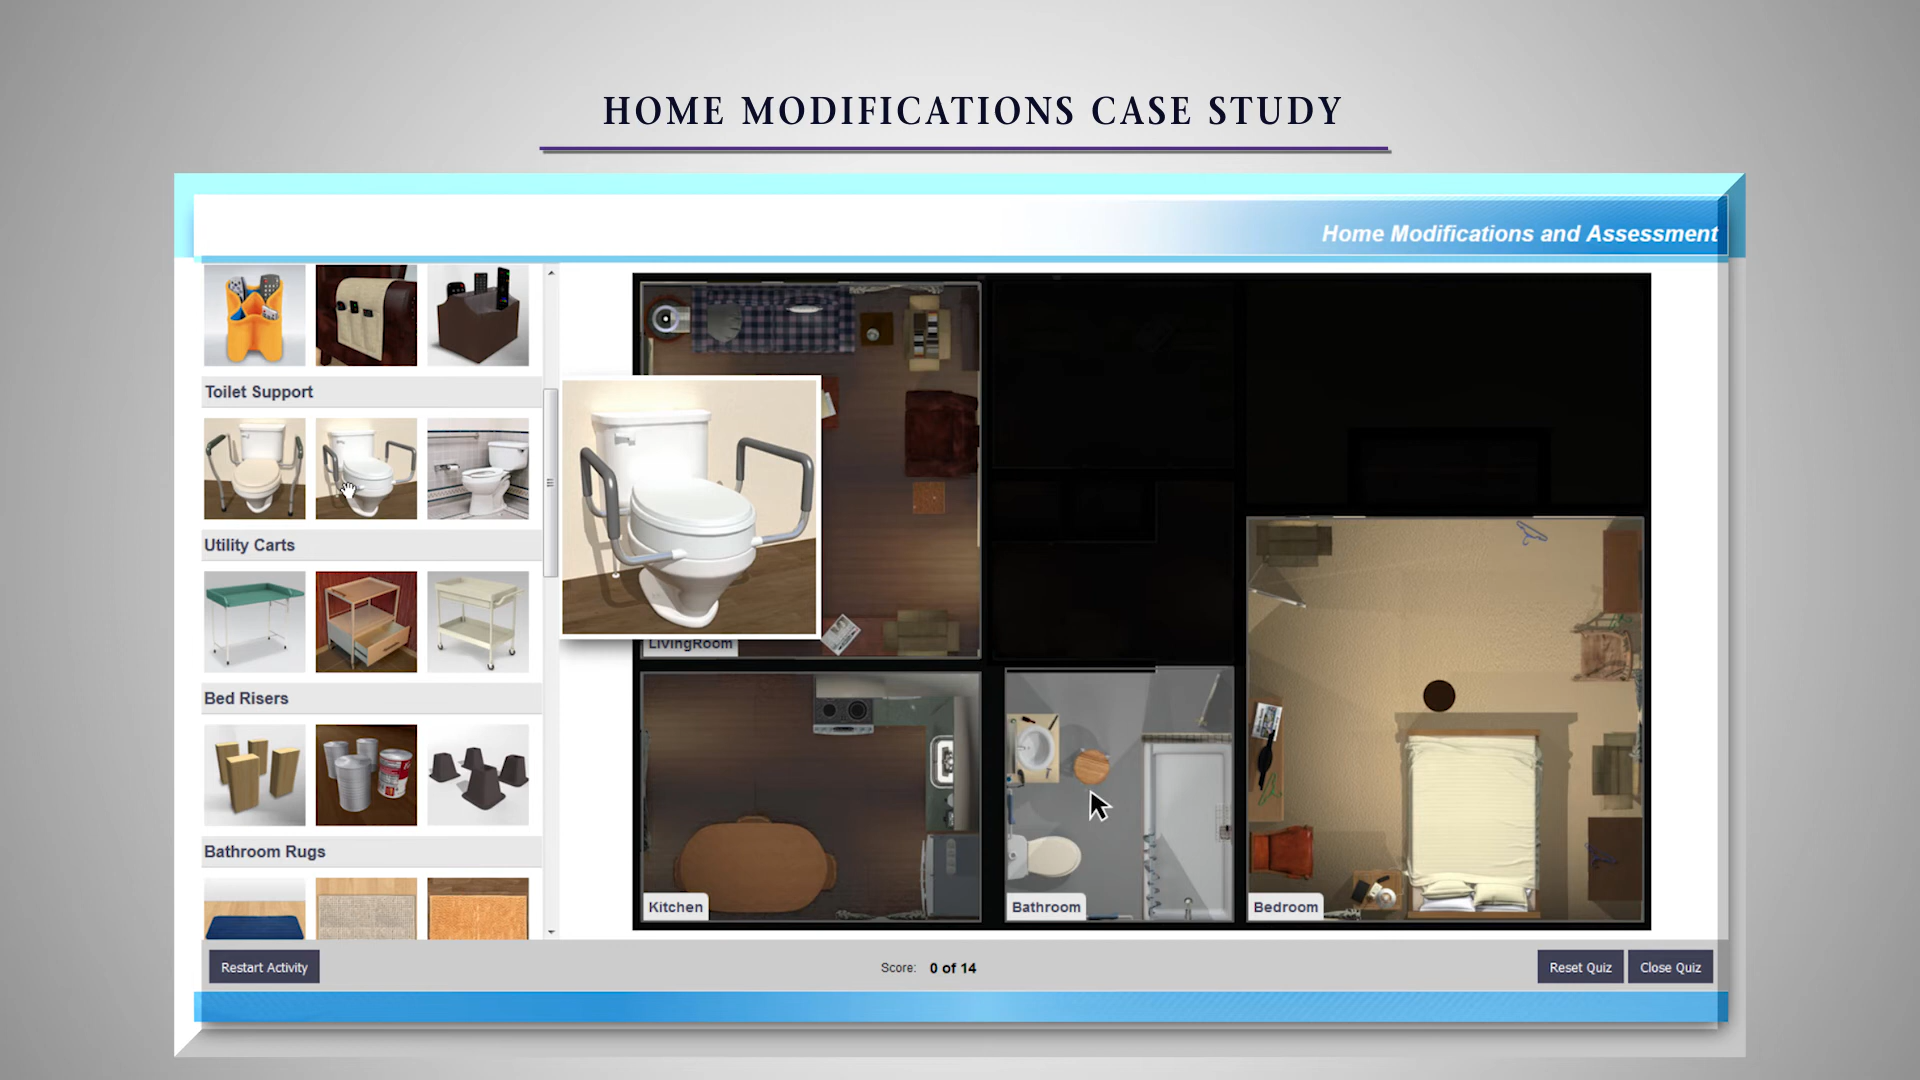 HOME MODIFICATIONS CASE STUDY
Home Modifications and Assessment
Toilet Support
Utility Carts
Bed Risers
Bathroom Rugs
LivingRoom
Kitchen
Bathroom
Bedroom
Restart Activity
Score: 0 of 14
Reset Quiz
Close Quiz